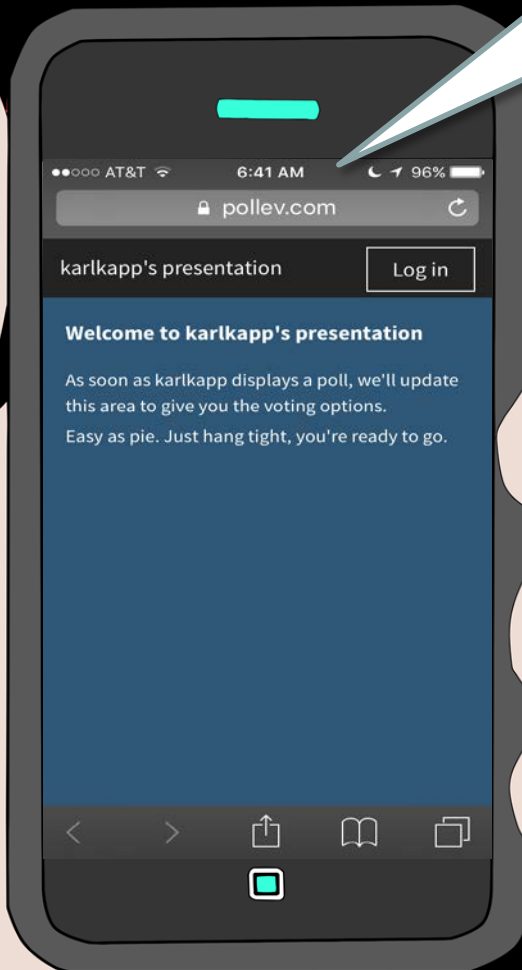 AT&T 6:41 AM 96%
pollev.com
karlkapp's presentation Log in
Welcome to karlkapp's presentation
As soon as karlkapp displays a poll, we'll update
this area to give you the voting options.
Easy as pie. Just hang tight, you're ready to go.